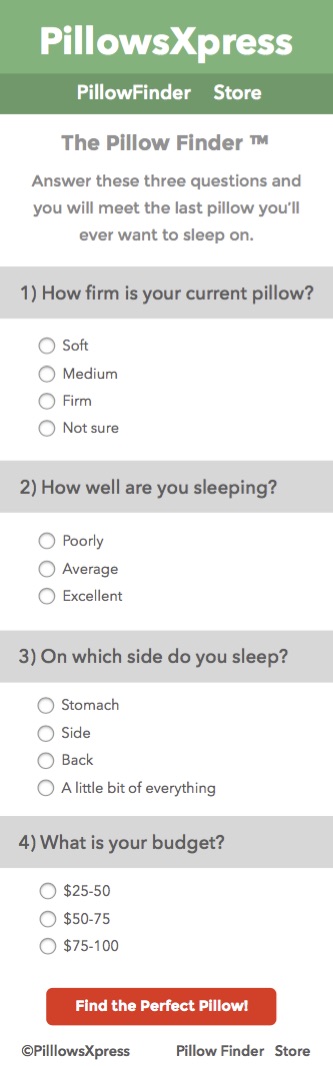 PillowsXpress
PillowFinder Store
The Pillow Finder ™
Answer these three questions and
you will meet the last pillow you'll
ever want to sleep on.
1) How firm is your current pillow?
Soft
Medium
Firm
Not sure
2) How well are you sleeping?
Poorly
Average
Excellent
3) On which side do you sleep?
Stomach
Side
Back
A little bit of everything
4) What is your budget?
$25-50
$50-75
$75-100
Find the Perfect Pillow!
©PilllowsXpress Pillow Finder Store